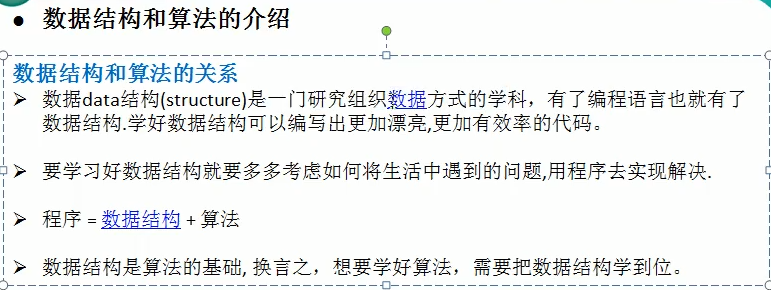 ● 数据结构和算法的介绍
数据结构和算法的关系
➢ 数据data结构(structure)是一门研究组织数据方式的学科，有了编程语言也就有了
数据结构.学好数据结构可以编写出更加漂亮,更加有效率的代码。
➢ 要学习好数据结构就要多多考虑如何将生活中遇到的问题,用程序去实现解决.
➢ 程序 = 数据结构 + 算法
➢ 数据结构是算法的基础, 换言之，想要学好算法，需要把数据结构学到位。